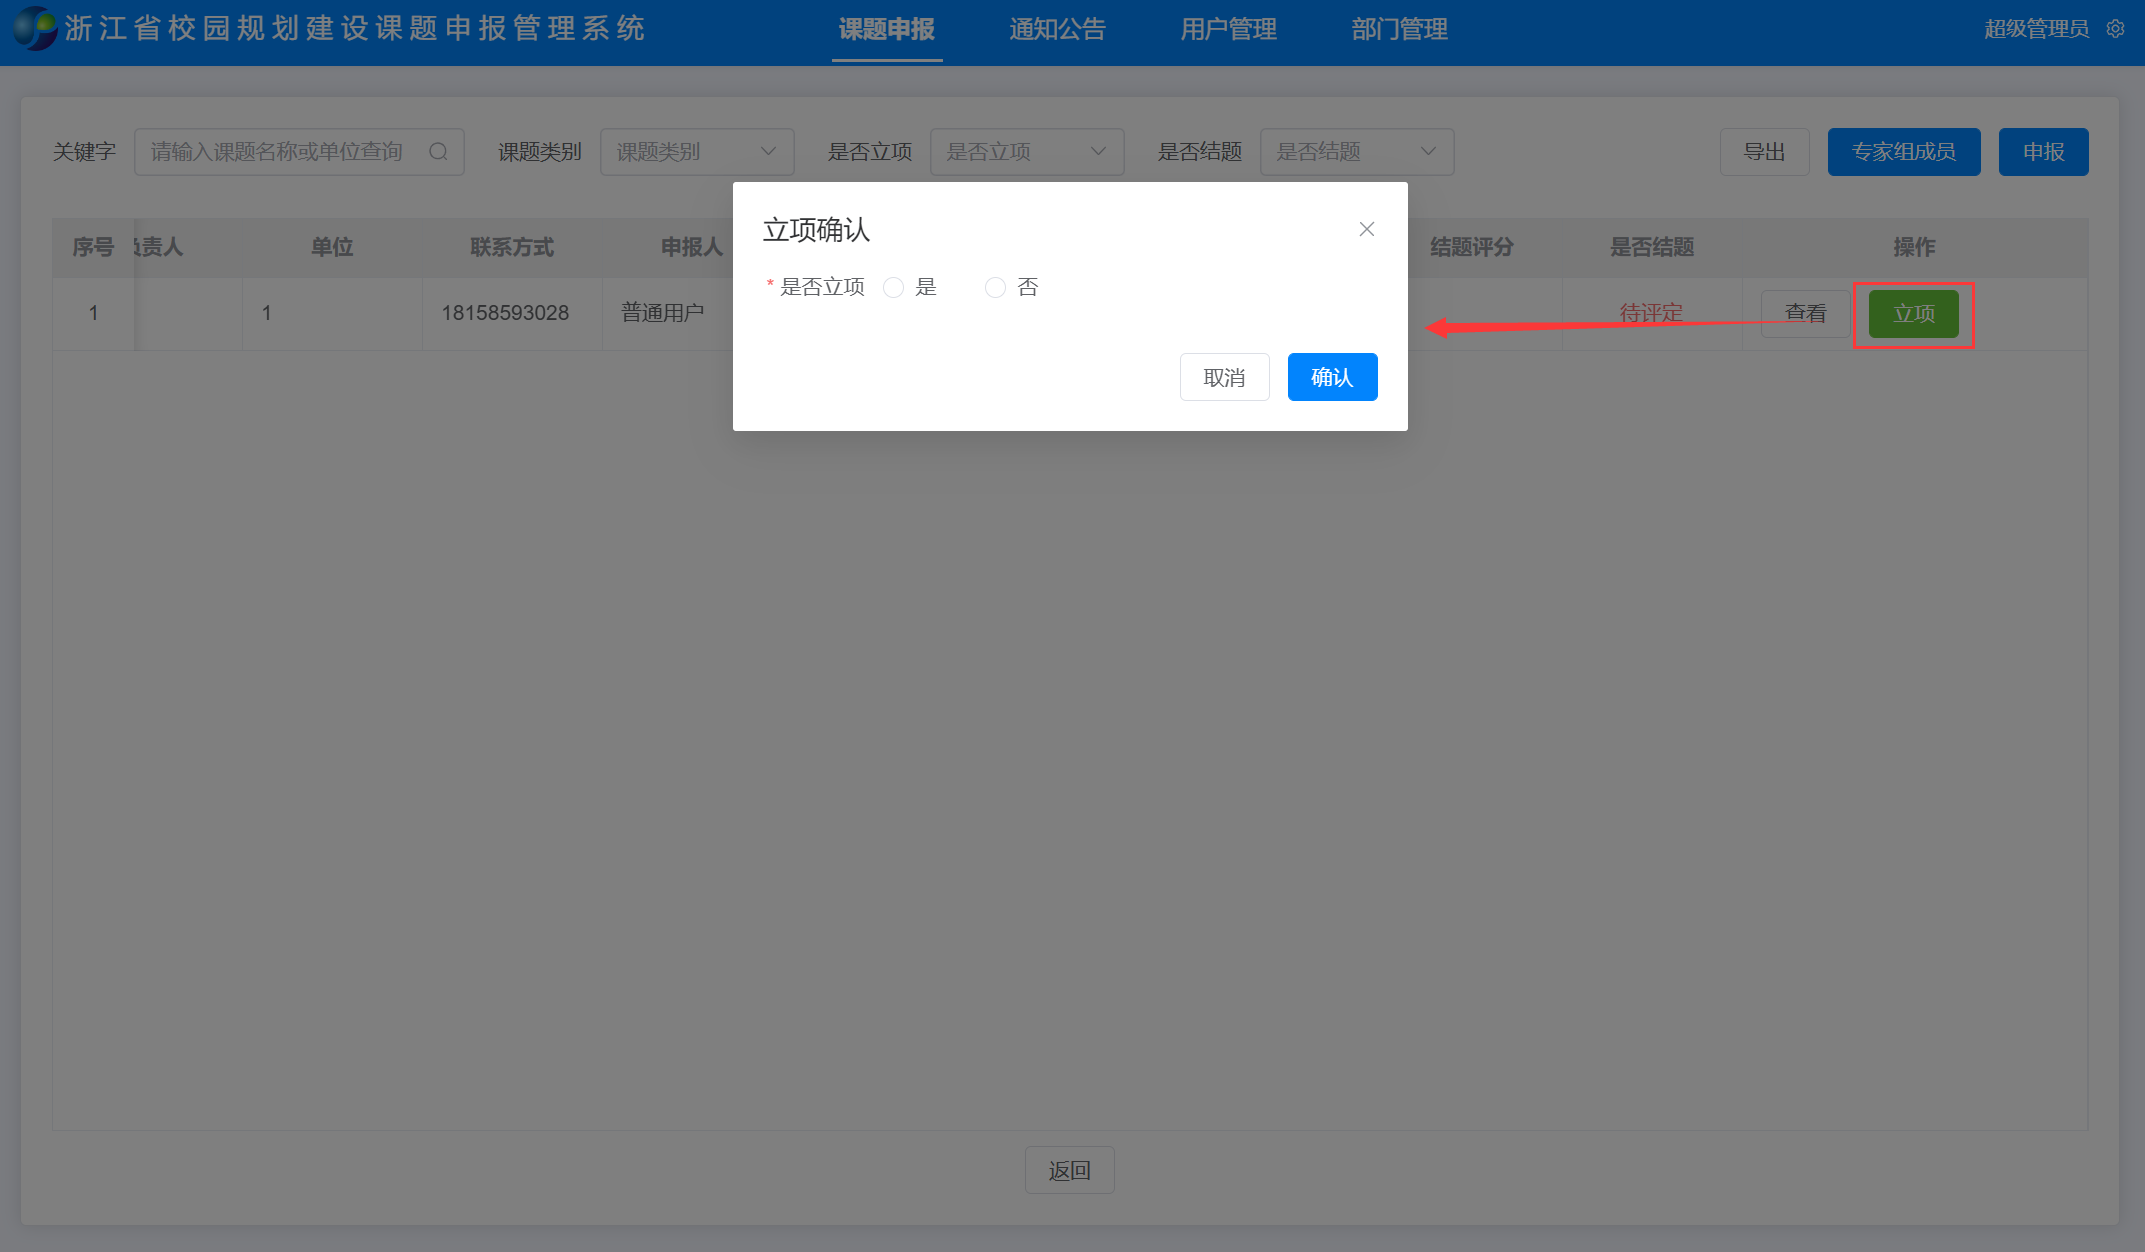 浙江省校园规划建设课题申报管理系统
课题申报 通知公告 用户管理 部门管理
超级管理员
关键字 请输入课题名称或单位查询 课题类别 课题类别 是否立项 是否立项 是否结题 是否结题 导出 专家组成员 申报
序号 负责人 单位 联系方式 申报人 结题评分 是否结题 操作
1 1 18158593028 普通用户 待评定 查看 立项
立项确认
* 是否立项 是 否
取消 确认
返回